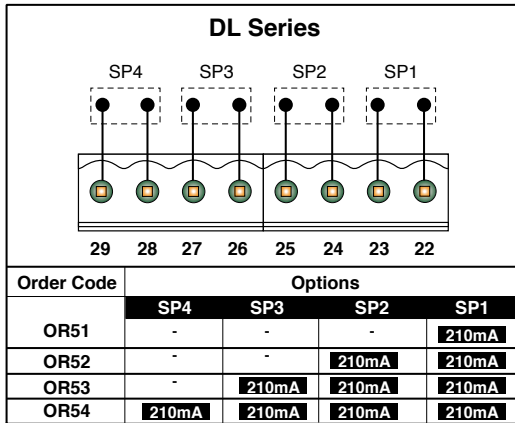 DL Series
SP4 SP3 SP2 SP1
29 28 27 26 25 24 23 22
Order Code Options
SP4 SP3 SP2 SP1
OR51 - - - 210mA
OR52 - - 210mA 210mA
OR53 - 210mA 210mA 210mA
OR54 210mA 210mA 210mA 210mA